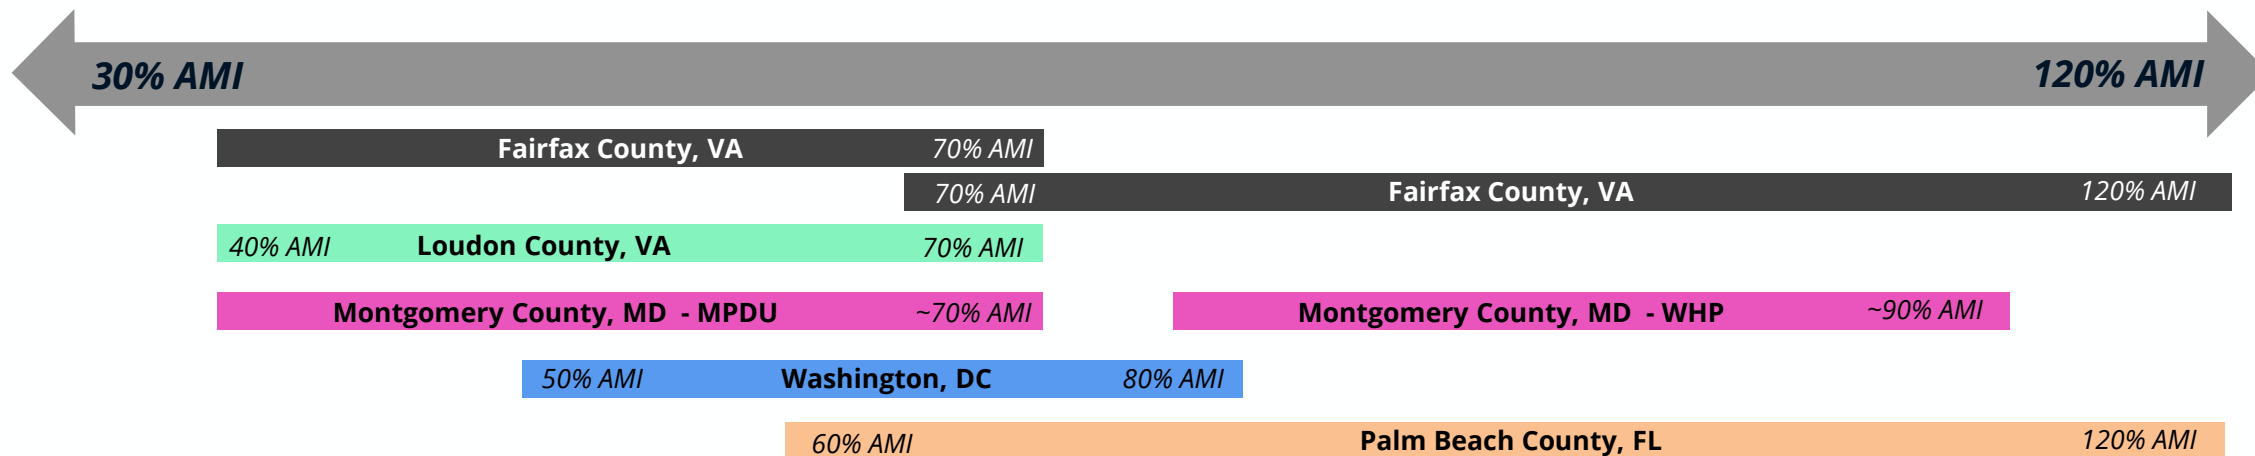 30% AMI 120% AMI
Fairfax County, VA 70% AMI
70% AMI Fairfax County, VA 120% AMI
40% AMI Loudon County, VA 70% AMI
Montgomery County, MD - MPDU ~70% AMI Montgomery County, MD - WHP ~90% AMI
50% AMI Washington, DC 80% AMI
60% AMI Palm Beach County, FL 120% AMI